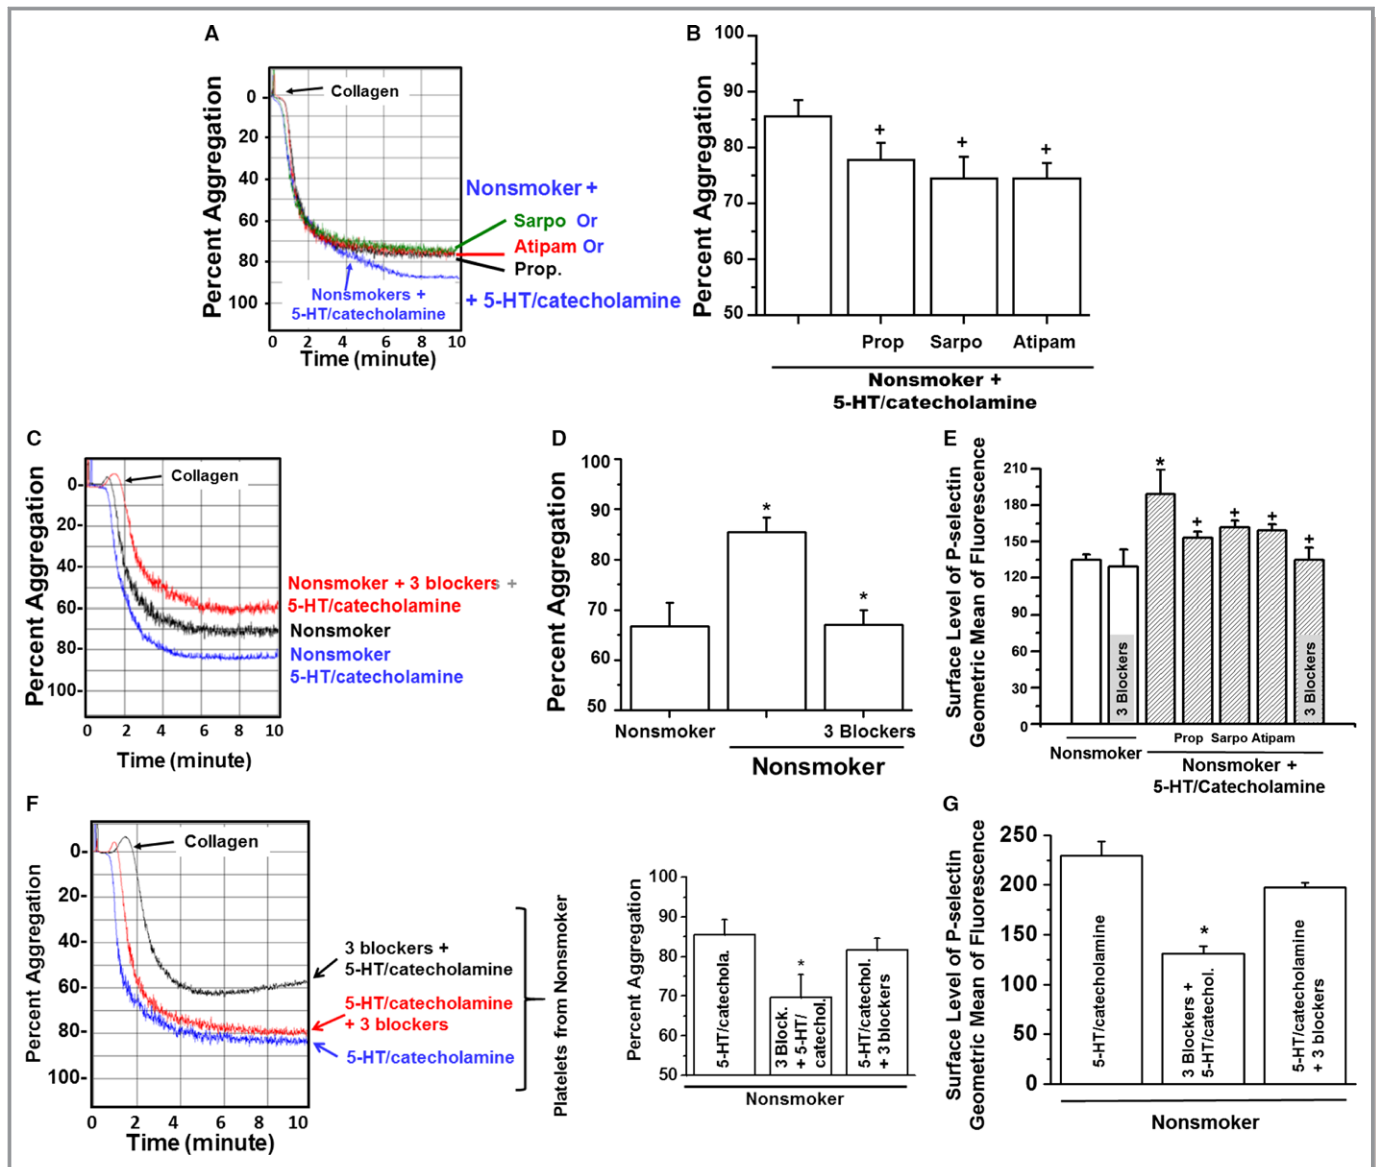 A
Percent Aggregation
0
20
40
60
80
100
Collagen
Nonsmokers +
5-HT/catecholamine
0 2 4 6 8 10
Time (minute)
Nonsmoker +
Sarpo Or
Atipam Or
Prop.
+ 5-HT/catecholamine
B
Percent Aggregation
100
90
80
70
60
50
+ + +
Prop Sarpo Atipam
Nonsmoker +
5-HT/catecholamine
C
Percent Aggregation
0-
20-
40-
60-
80-
100-
Collagen
0 2 4 6 8 10
Time (minute)
Nonsmoker + 3 blockers +
5-HT/catecholamine
Nonsmoker
Nonsmoker
5-HT/catecholamine
D
Percent Aggregation
100
90
80
70
60
50
* *
Nonsmoker 3 Blockers
Nonsmoker
E
Surface Level of P-selectin
Geometric Mean of Fluorescence
210
180
150
120
90
60
30
0
* + + + +
3 Blockers
3 Blockers
Prop Sarpo Atipam
Nonsmoker
Nonsmoker +
5-HT/Catecholamine
F
Percent Aggregation
0-
20-
40-
60-
80-
100-
Collagen
0 2 4 6 8 10
Time (minute)
3 blockers +
5-HT/catecholamine
5-HT/catecholamine
+ 3 blockers
5-HT/catecholamine
Platelets from Nonsmoker
Percent Aggregation
100
90
80
70
60
50
*
5-HT/catechola.
3 Block.
+ 5-HT/
catechol.
5-HT/catechol.
+ 3 blockers
Nonsmoker
G
Surface Level of P-selectin
Geometric Mean of Fluorescence
250
200
150
100
50
0
*
5-HT/catecholamine
3 Blockers +
5-HT/catechol.
5-HT/catecholamine
+ 3 blockers
Nonsmoker